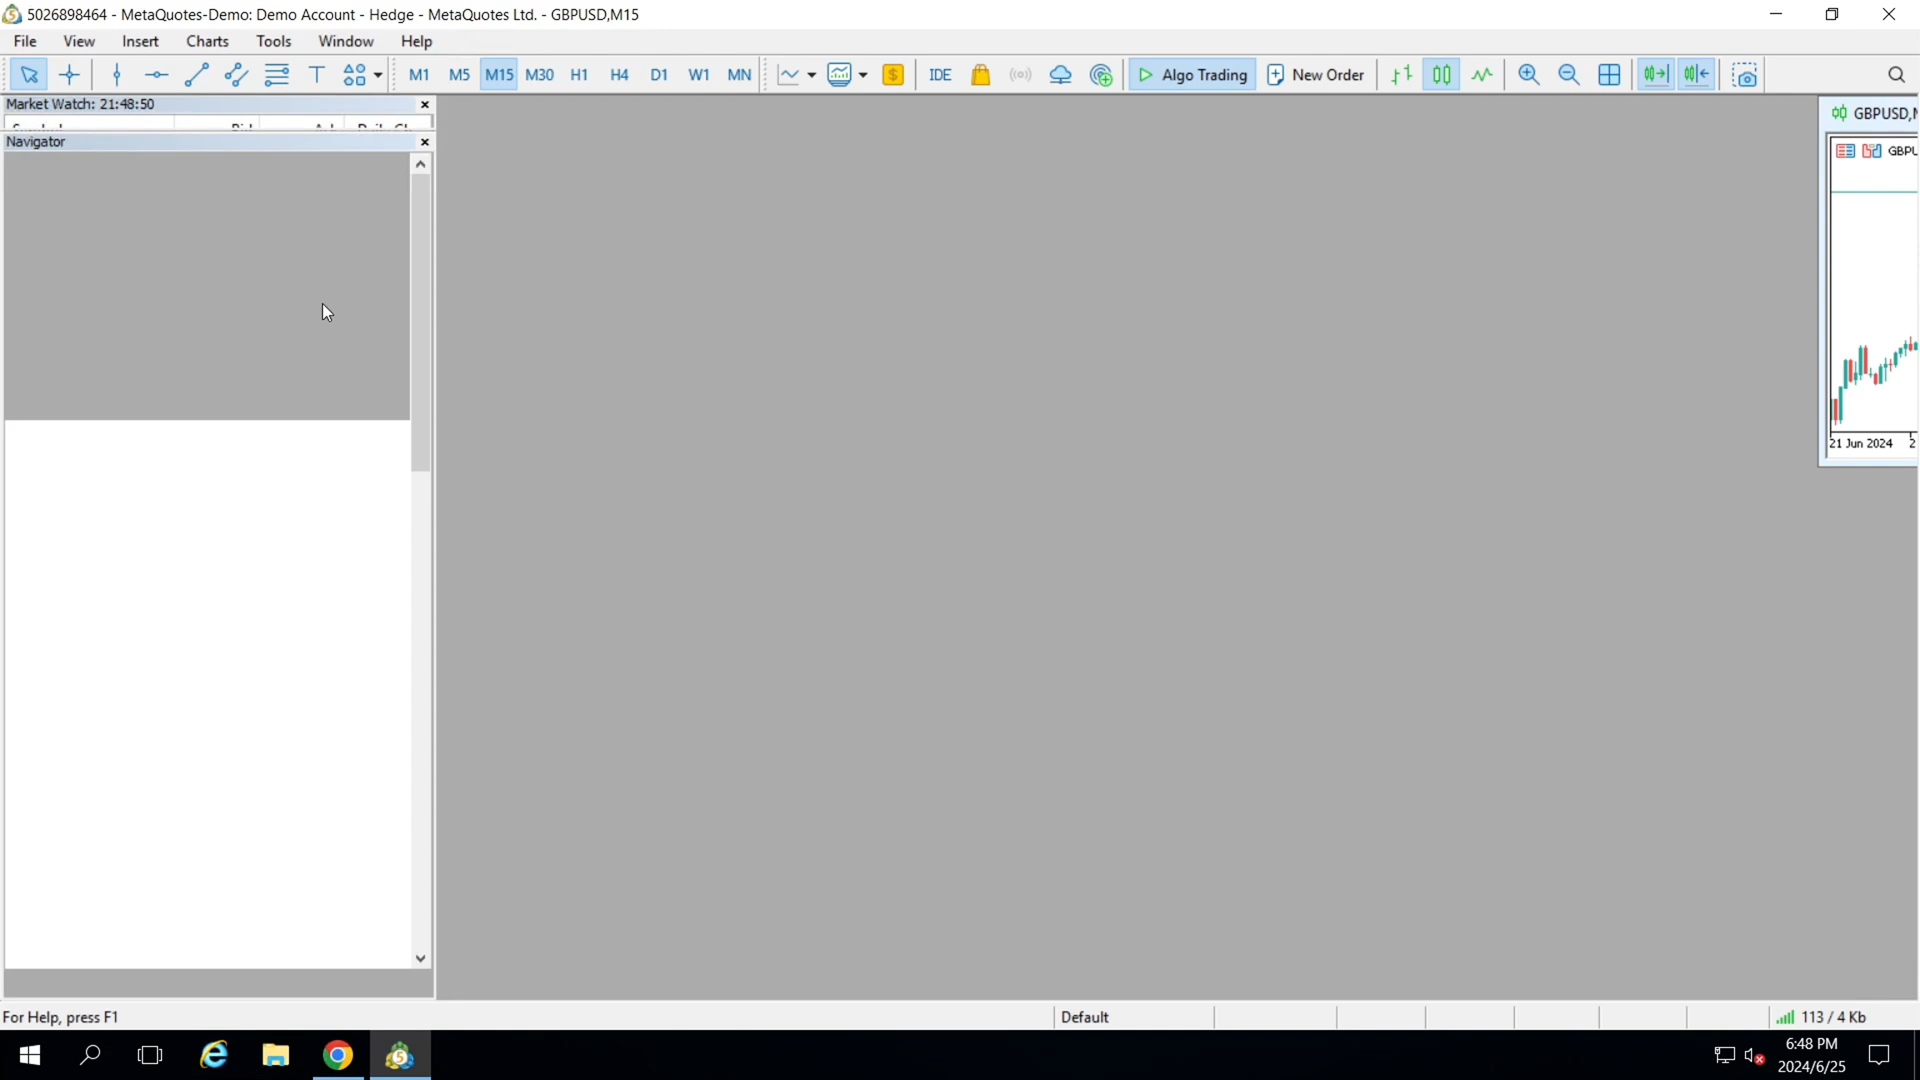 5026898464 - MetaQuotes-Demo: Demo Account - Hedge - MetaQuotes Ltd. - GBPUSD,M15
File View Insert Charts Tools Window Help
M1 M5 M15 M30 H1 H4 D1 W1 MN IDE Algo Trading New Order
Market Watch: 21:48:50
Navigator
GBPUSD,M
GBPU
21 Jun 2024 2
For Help, press F1 Default 113 / 4 Kb
6:48 PM
2024/6/25